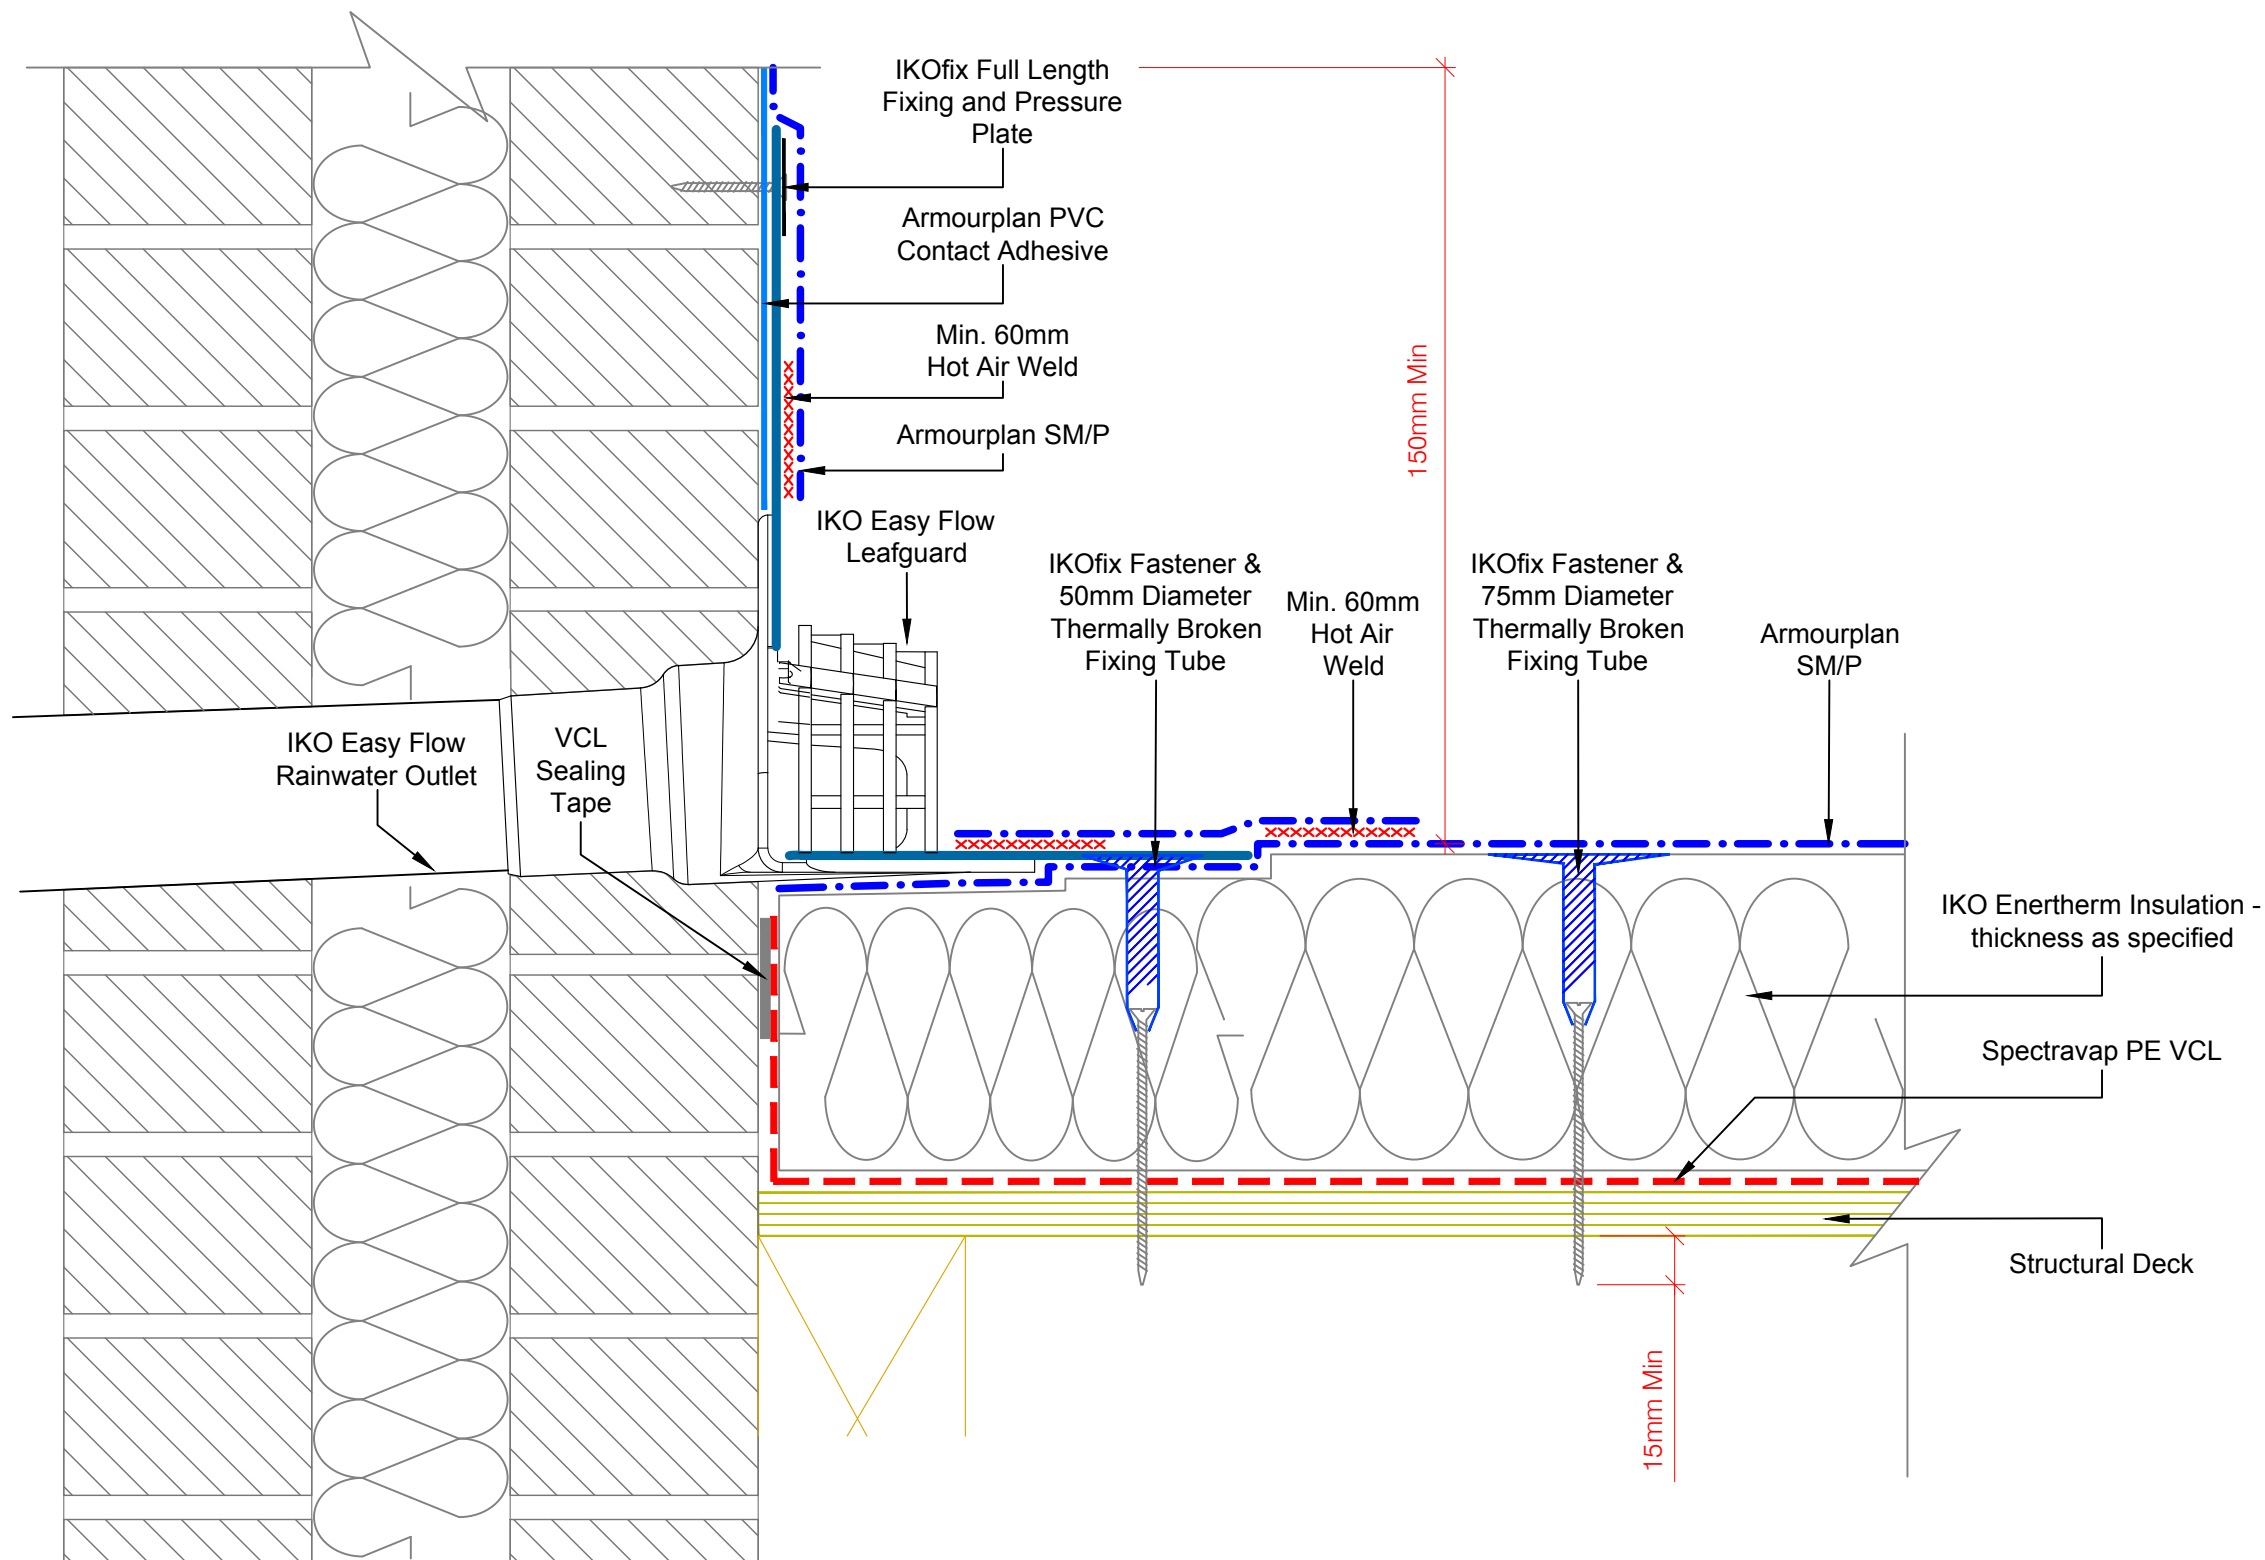 IKOfix Full Length
Fixing and Pressure
Plate
Armourplan PVC
Contact Adhesive
Min. 60mm
Hot Air Weld
Armourplan SM/P
IKO Easy Flow
Leafguard
150mm Min
IKOfix Fastener &
50mm Diameter
Thermally Broken
Fixing Tube
Min. 60mm
Hot Air
Weld
IKOfix Fastener &
75mm Diameter
Thermally Broken
Fixing Tube
Armourplan
SM/P
IKO Easy Flow
Rainwater Outlet
VCL
Sealing
Tape
IKO Enertherm Insulation -
thickness as specified
Spectravap PE VCL
Structural Deck
15mm Min